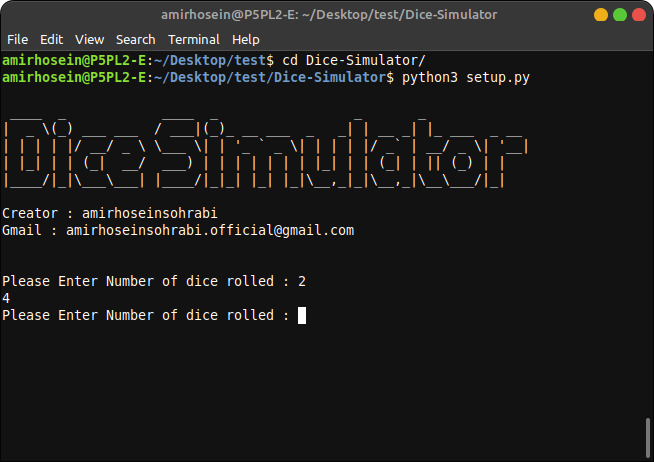 amirhosein@P5PL2-E: ~/Desktop/test/Dice-Simulator
File Edit View Search Terminal Help
amirhosein@P5PL2-E:~/Desktop/test$ cd Dice-Simulator/
amirhosein@P5PL2-E:~/Desktop/test/Dice-Simulator$ python3 setup.py
Dice Simulator
Creator : amirhoseinsohrabi
Gmail : amirhoseinsohrabi.official@gmail.com
Please Enter Number of dice rolled : 2
4
Please Enter Number of dice rolled :